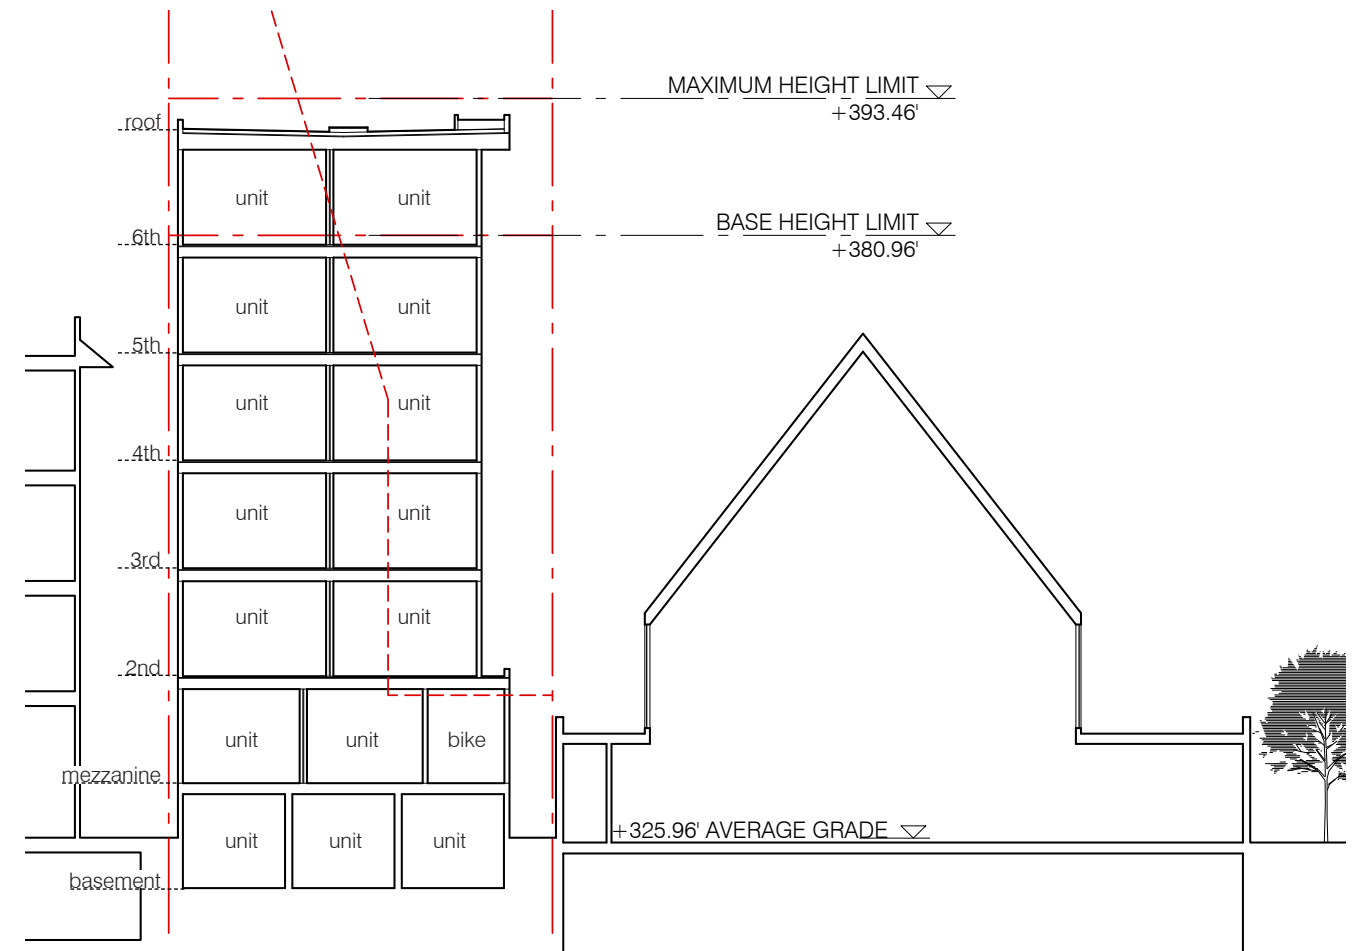 MAXIMUM HEIGHT LIMIT
+393.46'
roof
unit unit
BASE HEIGHT LIMIT
6th
+380.96'
unit unit
5th
unit unit
4th
unit unit
3rd
unit unit
2nd
unit unit bike
mezzanine
+325.96' AVERAGE GRADE
unit unit unit
basement